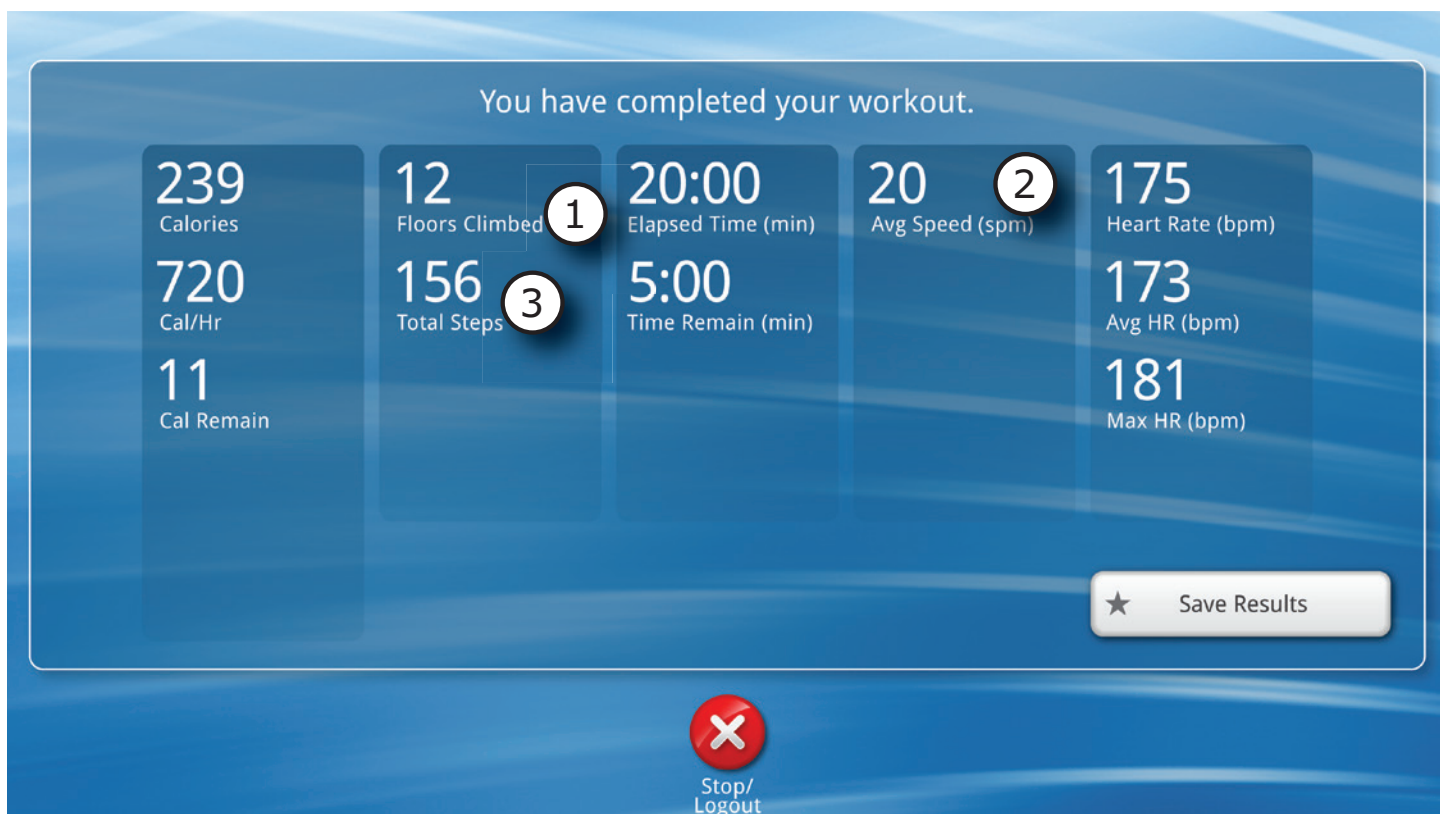 You have completed your workout.
239
Calories
720
Cal/Hr
11
Cal Remain
12
Floors Climbed
1
156
Total Steps
3
20:00
Elapsed Time (min)
5:00
Time Remain (min)
20
Avg Speed (spm)
2
175
Heart Rate (bpm)
173
Avg HR (bpm)
181
Max HR (bpm)
Save Results
Stop/
Logout